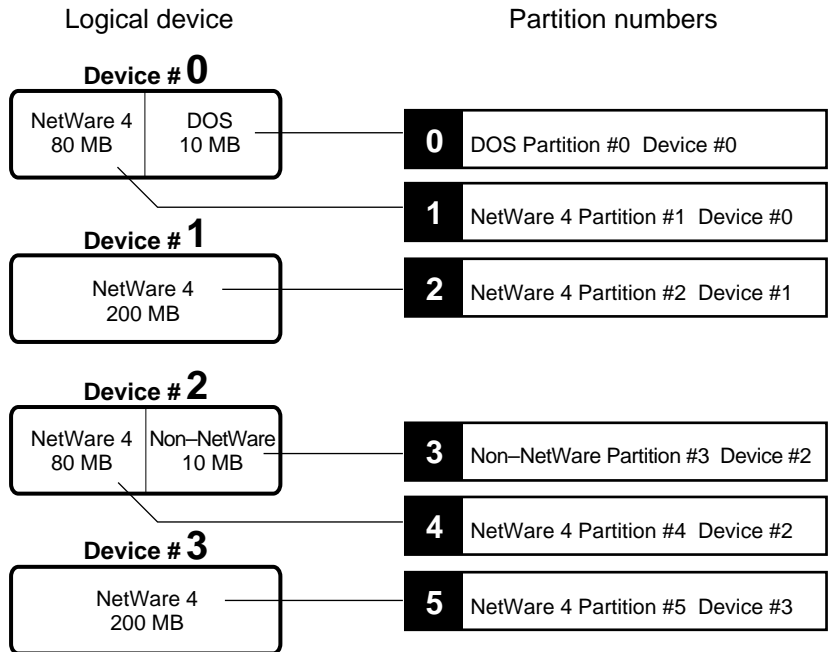 Logical device
Partition numbers
Device # 0
NetWare 4
80 MB
DOS
10 MB
0
DOS Partition #0 Device #0
1
NetWare 4 Partition #1 Device #0
Device # 1
NetWare 4
200 MB
2
NetWare 4 Partition #2 Device #1
Device # 2
NetWare 4
80 MB
Non–NetWare
10 MB
3
Non–NetWare Partition #3 Device #2
4
NetWare 4 Partition #4 Device #2
Device # 3
NetWare 4
200 MB
5
NetWare 4 Partition #5 Device #3